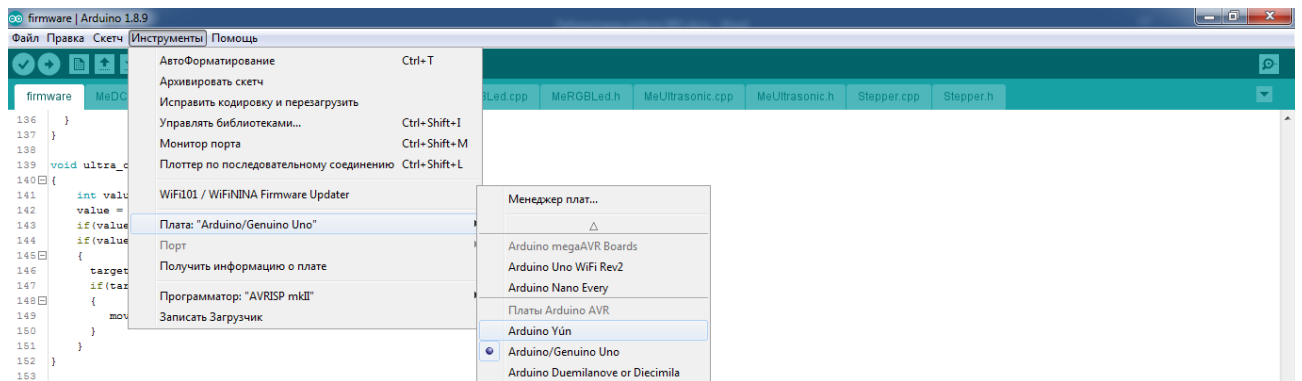 firmware | Arduino 1.8.9
Файл Правка Скетч Инструменты Помощь
firmware MeDC BLed.cpp MeRGBLed.h MeUltrasonic.cpp MeUltrasonic.h Stepper.cpp Stepper.h
АвтоФорматирование Ctrl+T
Архивировать скетч
Исправить кодировку и перезагрузить
Управлять библиотеками... Ctrl+Shift+I
Монитор порта Ctrl+Shift+M
Плоттер по последовательному соединению Ctrl+Shift+L
WiFi101 / WiFiNINA Firmware Updater
Плата: "Arduino/Genuino Uno"
Порт
Получить информацию о плате
Программатор: "AVRISP mkII"
Записать Загрузчик
Менеджер плат...
Arduino megaAVR Boards
Arduino Uno WiFi Rev2
Arduino Nano Every
Платы Arduino AVR
Arduino Yún
Arduino/Genuino Uno
Arduino Duemilanove or Diecimila
136 }
137 }
138
139 void ultra_c
140 {
141 int valu
142 value =
143 if(value
144 if(value
145 {
146 target
147 if(tar
148 {
149 mov
150 }
151 }
152 }
153